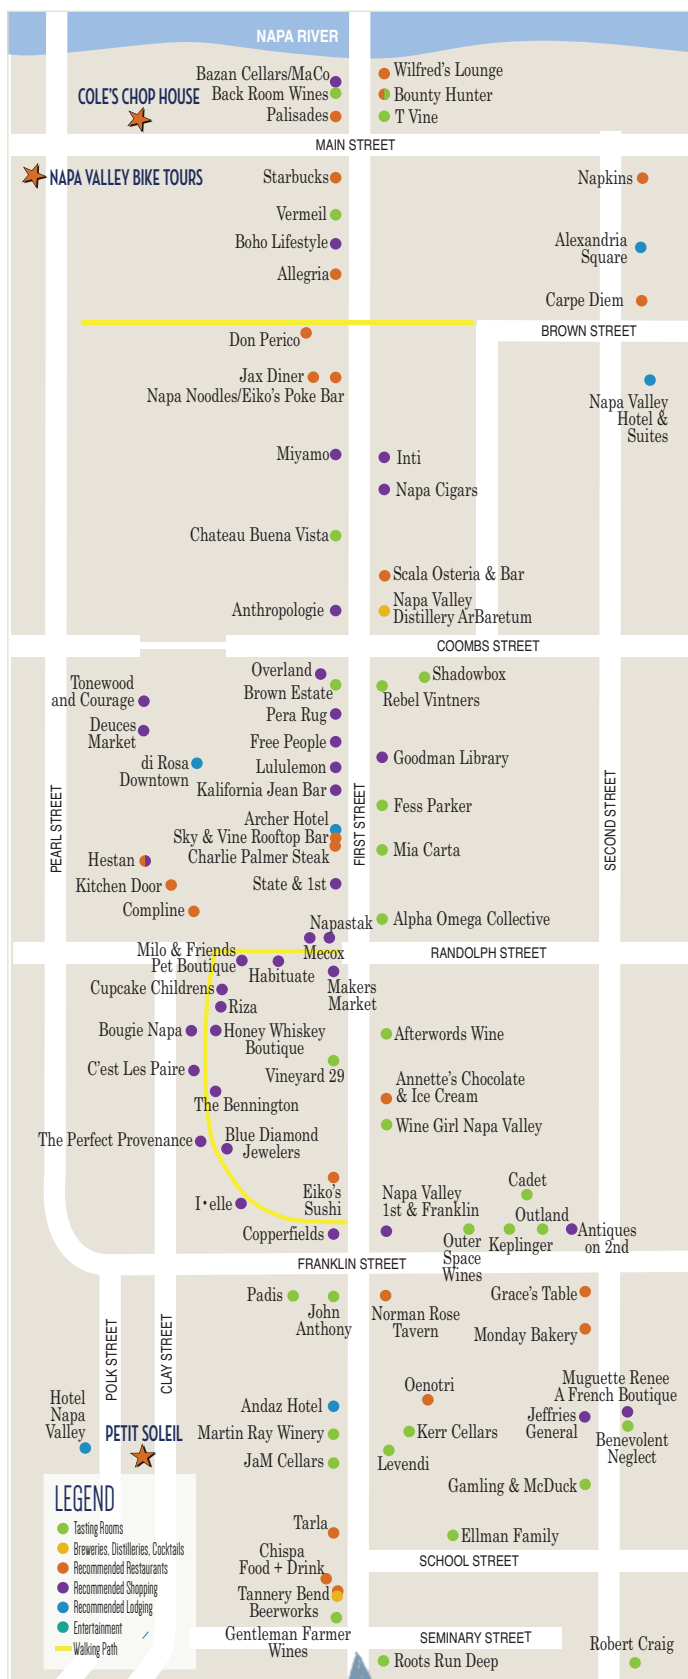 NAPA RIVER
Bazan Cellars/MaCo
Wilfred's Lounge
COLE'S CHOP HOUSE
Back Room Wines
Bounty Hunter
Palisades
T Vine
MAIN STREET
NAPA VALLEY BIKE TOURS
Starbucks
Napkins
Vermeil
Boho Lifestyle
Alexandria
Square
Allegria
Carpe Diem
BROWN STREET
Don Perico
Jax Diner
Napa Noodles/Eiko's Poke Bar
Napa Valley
Hotel &
Suites
Miyamo
Inti
Napa Cigars
Chateau Buena Vista
Scala Osteria & Bar
Anthropologie
Napa Valley
Distillery ArBaretum
COOMBS STREET
Overland
Shadowbox
Tonewood
and Courage
Brown Estate
Rebel Vintners
Pera Rug
Deuces
Market
Free People
Goodman Library
di Rosa
Downtown
Lululemon
Kalifornia Jean Bar
PEARL STREET
FIRST STREET
SECOND STREET
Fess Parker
Archer Hotel
Sky & Vine Rooftop Bar
Charlie Palmer Steak
Mia Carta
Hestan
Kitchen Door
State & 1st
Compline
Napastak
Alpha Omega Collective
Mecox
RANDOLPH STREET
Milo & Friends
Pet Boutique
Habituate
Makers
Market
Cupcake Childrens
Riza
Bougie Napa
Honey Whiskey
Boutique
Afterwords Wine
C'est Les Paire
Vineyard 29
Annette's Chocolate
& Ice Cream
The Bennington
Wine Girl Napa Valley
The Perfect Provenance
Blue Diamond
Jewelers
Cadet
Eiko's
Sushi
I•elle
Napa Valley
1st & Franklin
Outland
Copperfields
Outer
Space
Wines
Keplinger
Antiques
on 2nd
FRANKLIN STREET
Padis
John
Anthony
Norman Rose
Tavern
Grace's Table
Monday Bakery
POLK STREET
CLAY STREET
Oenotri
Muguette Renee
A French Boutique
Hotel
Napa
Valley
Andaz Hotel
Jeffries
General
PETIT SOLEIL
Martin Ray Winery
Kerr Cellars
Benevolent
Neglect
JaM Cellars
Levendi
Gamling & McDuck
LEGEND
Tasting Rooms
Breweries, Distilleries, Cocktails
Recommended Restaurants
Recommended Shopping
Recommended Lodging
Entertainment
Walking Path
Tarla
Ellman Family
Chispa
Food + Drink
SCHOOL STREET
Tannery Bend
Beerworks
Gentleman Farmer
Wines
SEMINARY STREET
Robert Craig
Roots Run Deep